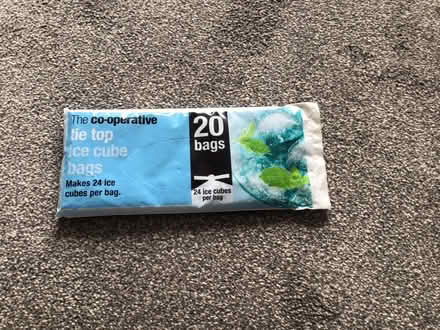 The co-operative
tie top
ice cube
bags
Makes 24 ice
cubes per bag.
20
bags
24 ice cubes
per bag